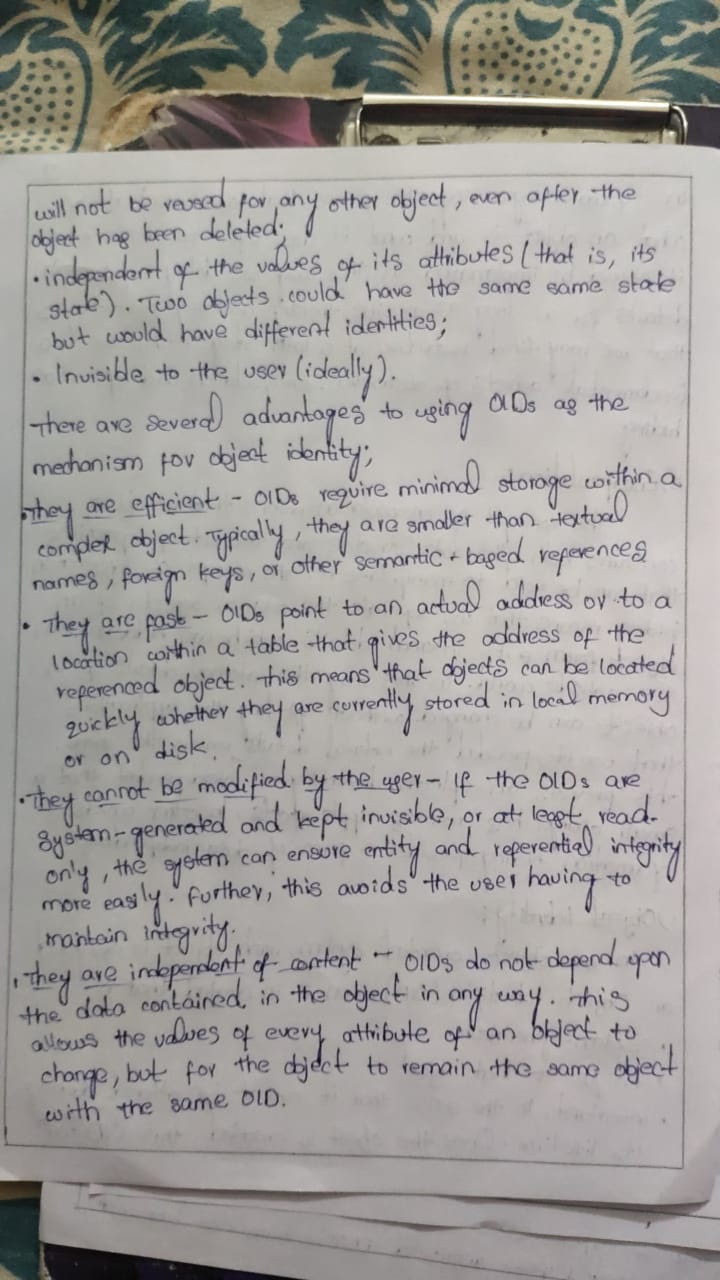 will not be reused for any other object, even after the
object has been deleted;
• independent of the values of its attributes (that is, its
state). Two objects could have the same same state
but would have different identities;
• Invisible to the user (ideally).
There are several advantages to using OIDs as the
mechanism for object identity;
• They are efficient - OIDs require minimal storage within a
complex object. Typically, they are smaller than textual
names, foreign keys, or other semantic-based references
• They are fast - OIDs point to an actual address or to a
location within a table that gives the address of the
referenced object. This means that objects can be located
quickly whether they are currently stored in local memory
or on disk.
• They cannot be modified by the user - If the OIDs are
system-generated and kept invisible, or at least read-
only, the system can ensure entity and referential integrity
more easily. Further, this avoids the user having to
maintain integrity.
• They are independent of content - OIDs do not depend upon
the data contained in the object in any way. This
allows the values of every attribute of an object to
change, but for the object to remain the same object
with the same OID.